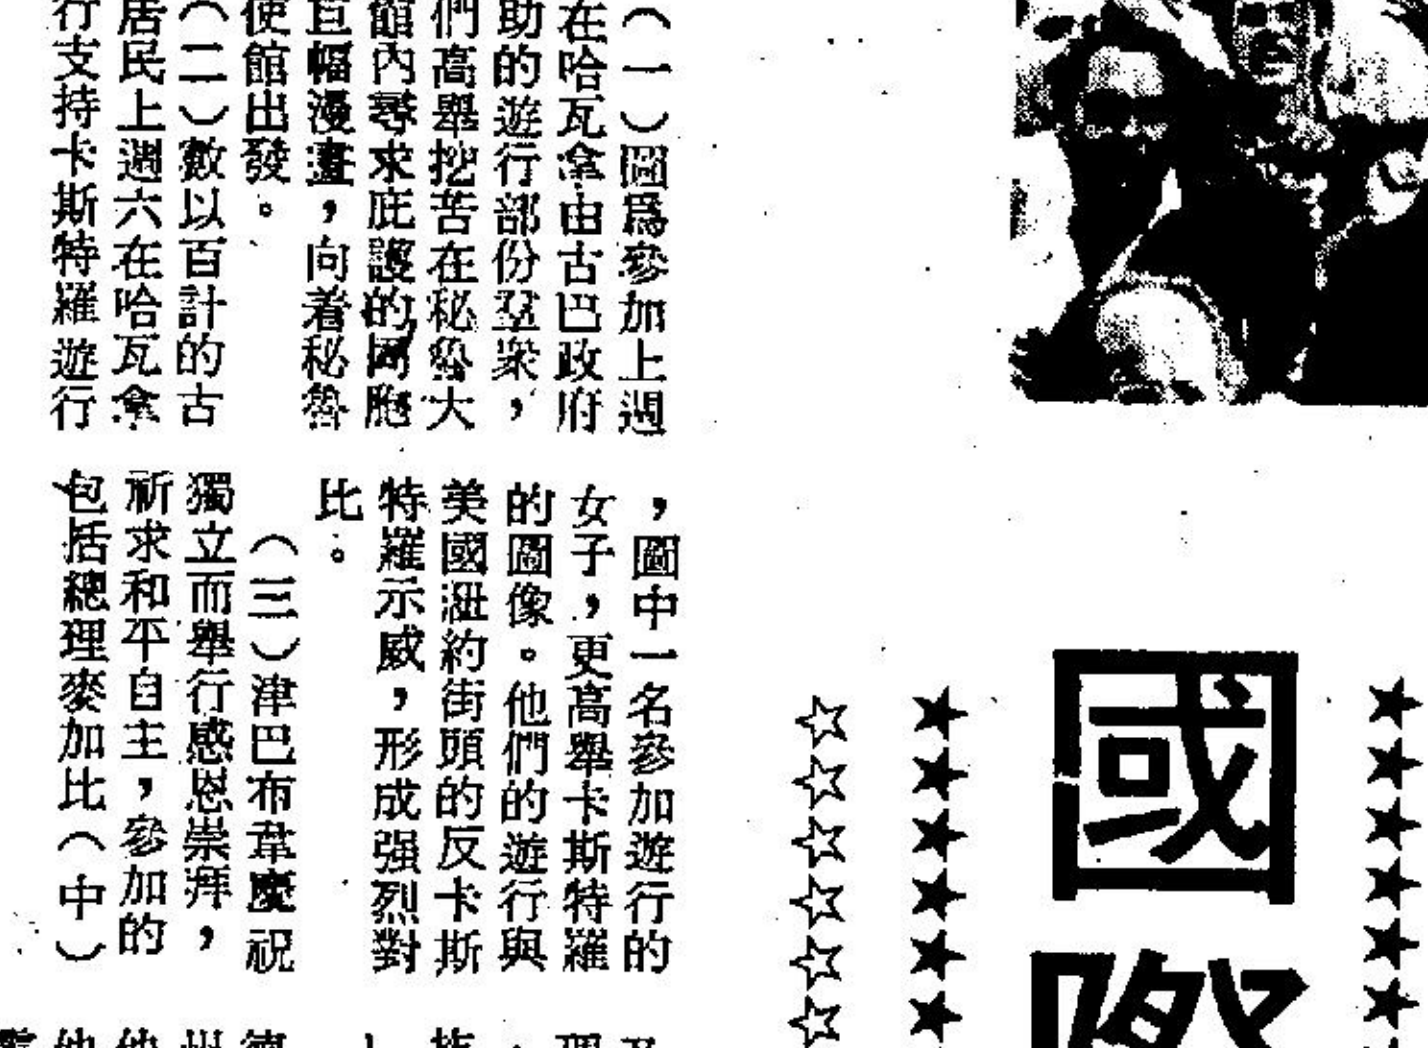 國際
（一）圖爲參加上週
在哈瓦拿由古巴政府
助的遊行部份羣衆，
們高舉挖苦在秘魯大
館內尋求庇護的同胞
巨幅漫畫，向着秘魯
使館出發。
（二）數以百計的古
居民上週六在哈瓦拿
行支持卡斯特羅遊行
，圖中一名參加遊行的
女子，更高舉卡斯特羅
的圖像。他們的遊行與
美國紐約街頭的反卡斯
特羅示威，形成强烈對
比。
（三）津巴布韋慶祝
獨立而舉行感恩崇拜，
祈求和平自主，參加的
包括總理麥加比（中）